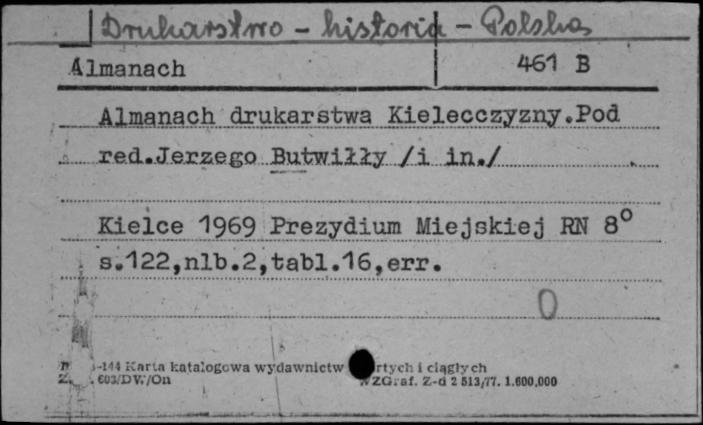 Drukarstwo - historia - Polska
Almanach 461 B
Almanach drukarstwa Kielecczyzny.Pod
red.Jerzego Butwiłły /i in./
Kielce 1969 Prezydium Miejskiej RN 8°
s.122,nlb.2,tabl.16,err.
0
-144 Karta katalogowa wydawnictw rtych i ciągłych
603/DW/On WZGraf. Z-d 2 513/77. 1.600,000